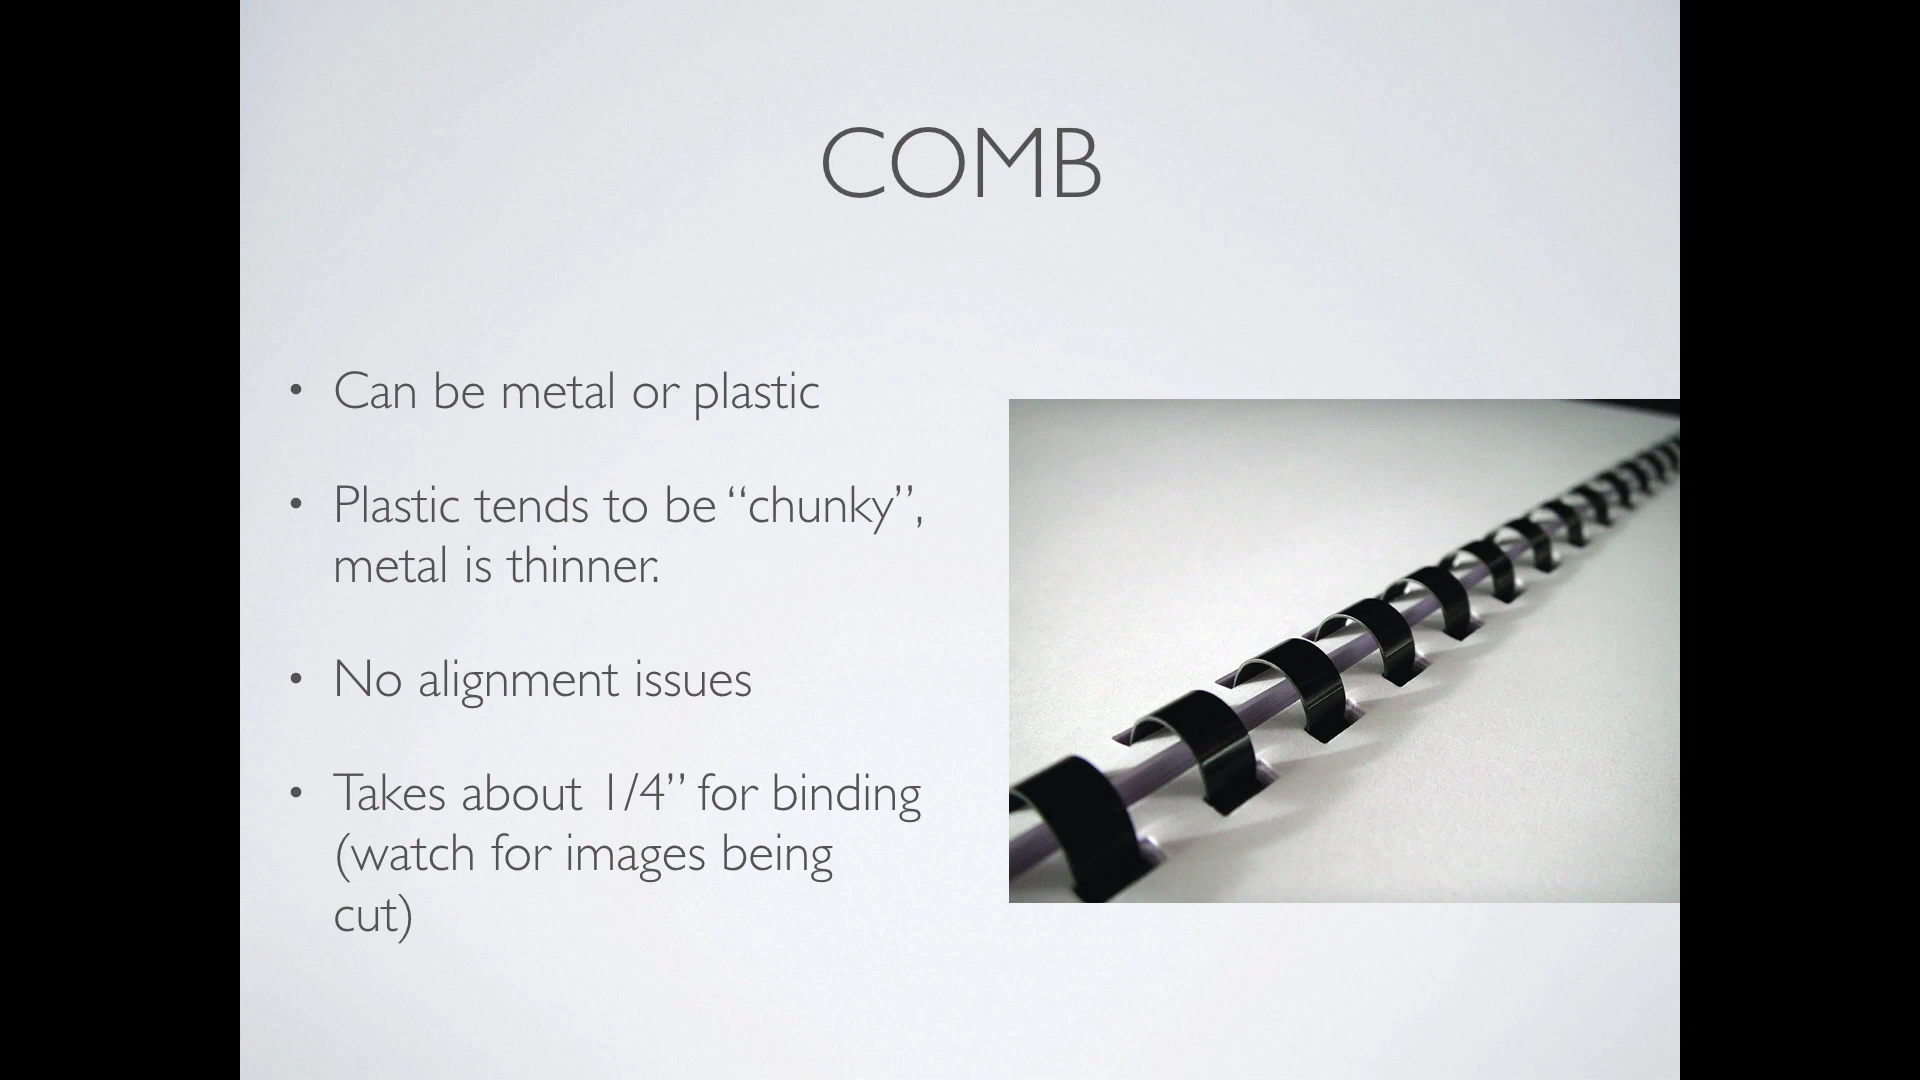 COMB
• Can be metal or plastic
• Plastic tends to be “chunky”,
metal is thinner.
• No alignment issues
• Takes about 1/4” for binding
(watch for images being
cut)